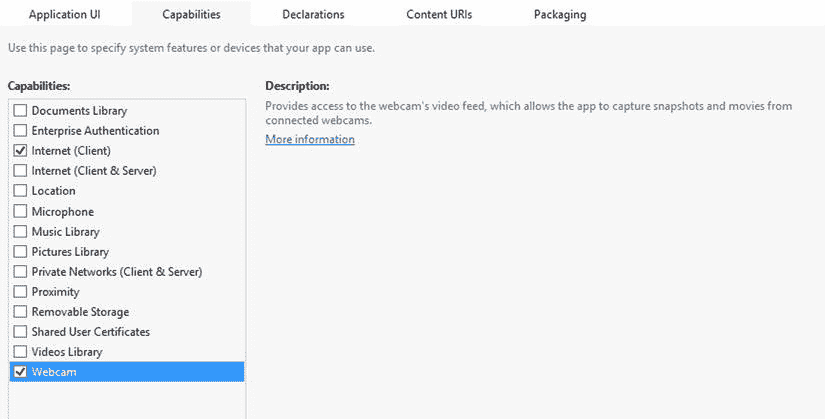 Application UI Capabilities Declarations Content URIs Packaging
Use this page to specify system features or devices that your app can use.
Capabilities:
Documents Library
Enterprise Authentication
Internet (Client)
Internet (Client & Server)
Location
Microphone
Music Library
Pictures Library
Private Networks (Client & Server)
Proximity
Removable Storage
Shared User Certificates
Videos Library
Webcam
Description:
Provides access to the webcam's video feed, which allows the app to capture snapshots and movies from
connected webcams.
More information